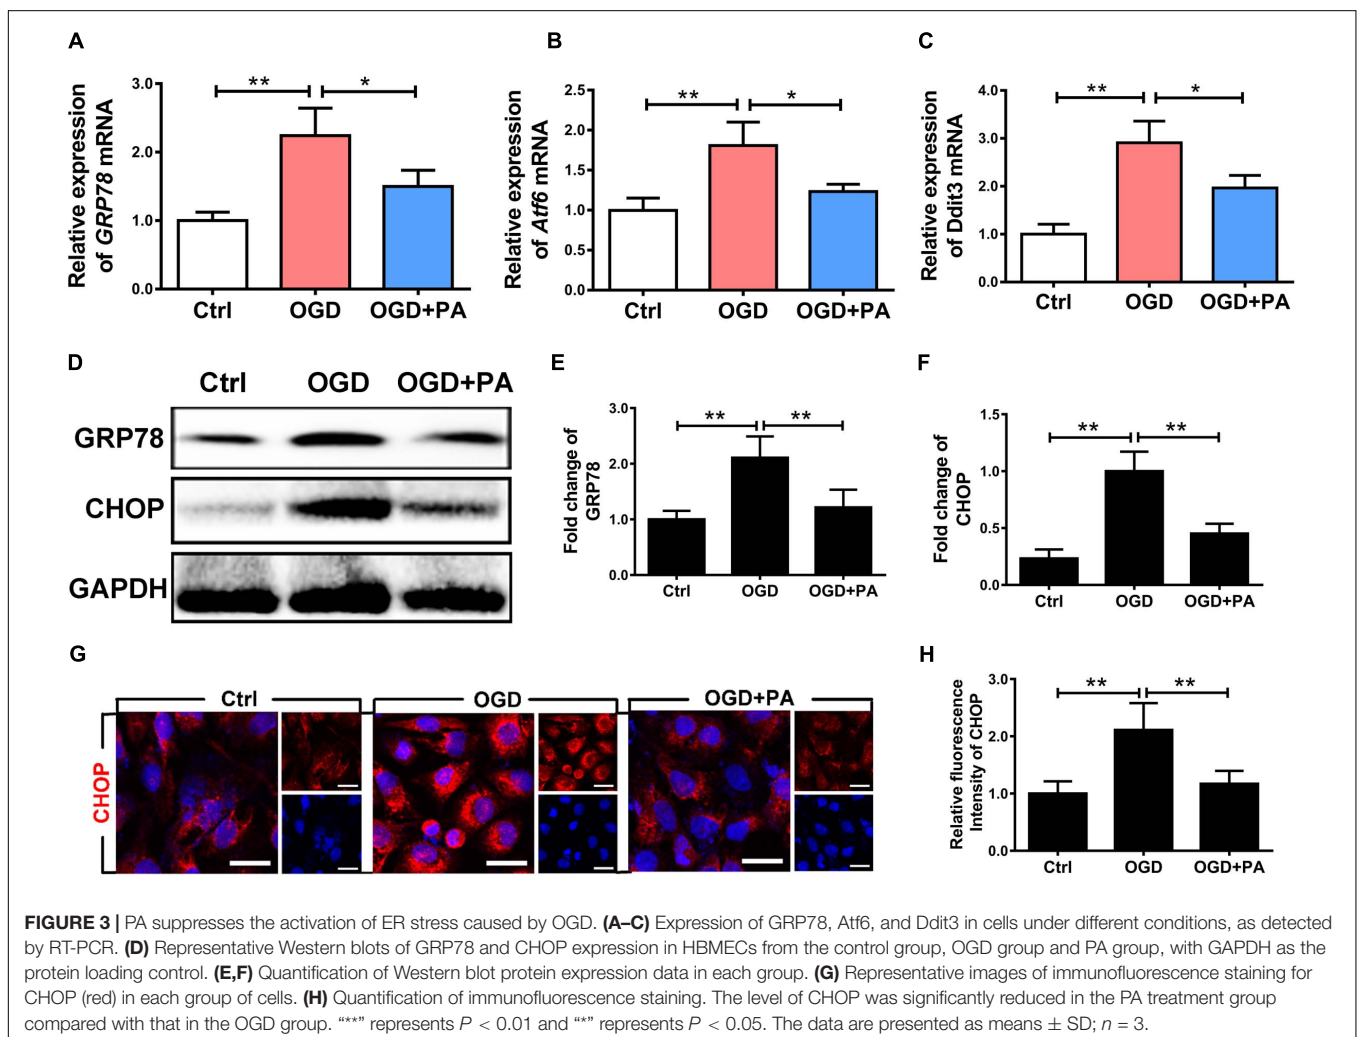 A
Relative expression
of GRP78 mRNA
3.0
2.0
1.0
0.0
**
*
Ctrl
OGD
OGD+PA
B
Relative expression
of Atf6 mRNA
2.5
2.0
1.5
1.0
0.5
0.0
**
*
Ctrl
OGD
OGD+PA
C
Relative expression
of Ddit3 mRNA
4.0
3.0
2.0
1.0
0.0
**
*
Ctrl
OGD
OGD+PA
D
Ctrl
OGD
OGD+PA
GRP78
CHOP
GAPDH
E
Fold change of
GRP78
3.0
2.0
1.0
0.0
**
**
Ctrl
OGD
OGD+PA
F
Fold change of
CHOP
1.5
1.0
0.5
0.0
**
**
Ctrl
OGD
OGD+PA
G
Ctrl
OGD
OGD+PA
CHOP
H
Relative fluorescence
Intensity of CHOP
3.0
2.0
1.0
0.0
**
**
Ctrl
OGD
OGD+PA
FIGURE 3 | PA suppresses the activation of ER stress caused by OGD. (A–C) Expression of GRP78, Atf6, and Ddit3 in cells under different conditions, as detected
by RT-PCR. (D) Representative Western blots of GRP78 and CHOP expression in HBMECs from the control group, OGD group and PA group, with GAPDH as the
protein loading control. (E,F) Quantification of Western blot protein expression data in each group. (G) Representative images of immunofluorescence staining for
CHOP (red) in each group of cells. (H) Quantification of immunofluorescence staining. The level of CHOP was significantly reduced in the PA treatment group
compared with that in the OGD group. “**” represents P < 0.01 and “*” represents P < 0.05. The data are presented as means ± SD; n = 3.